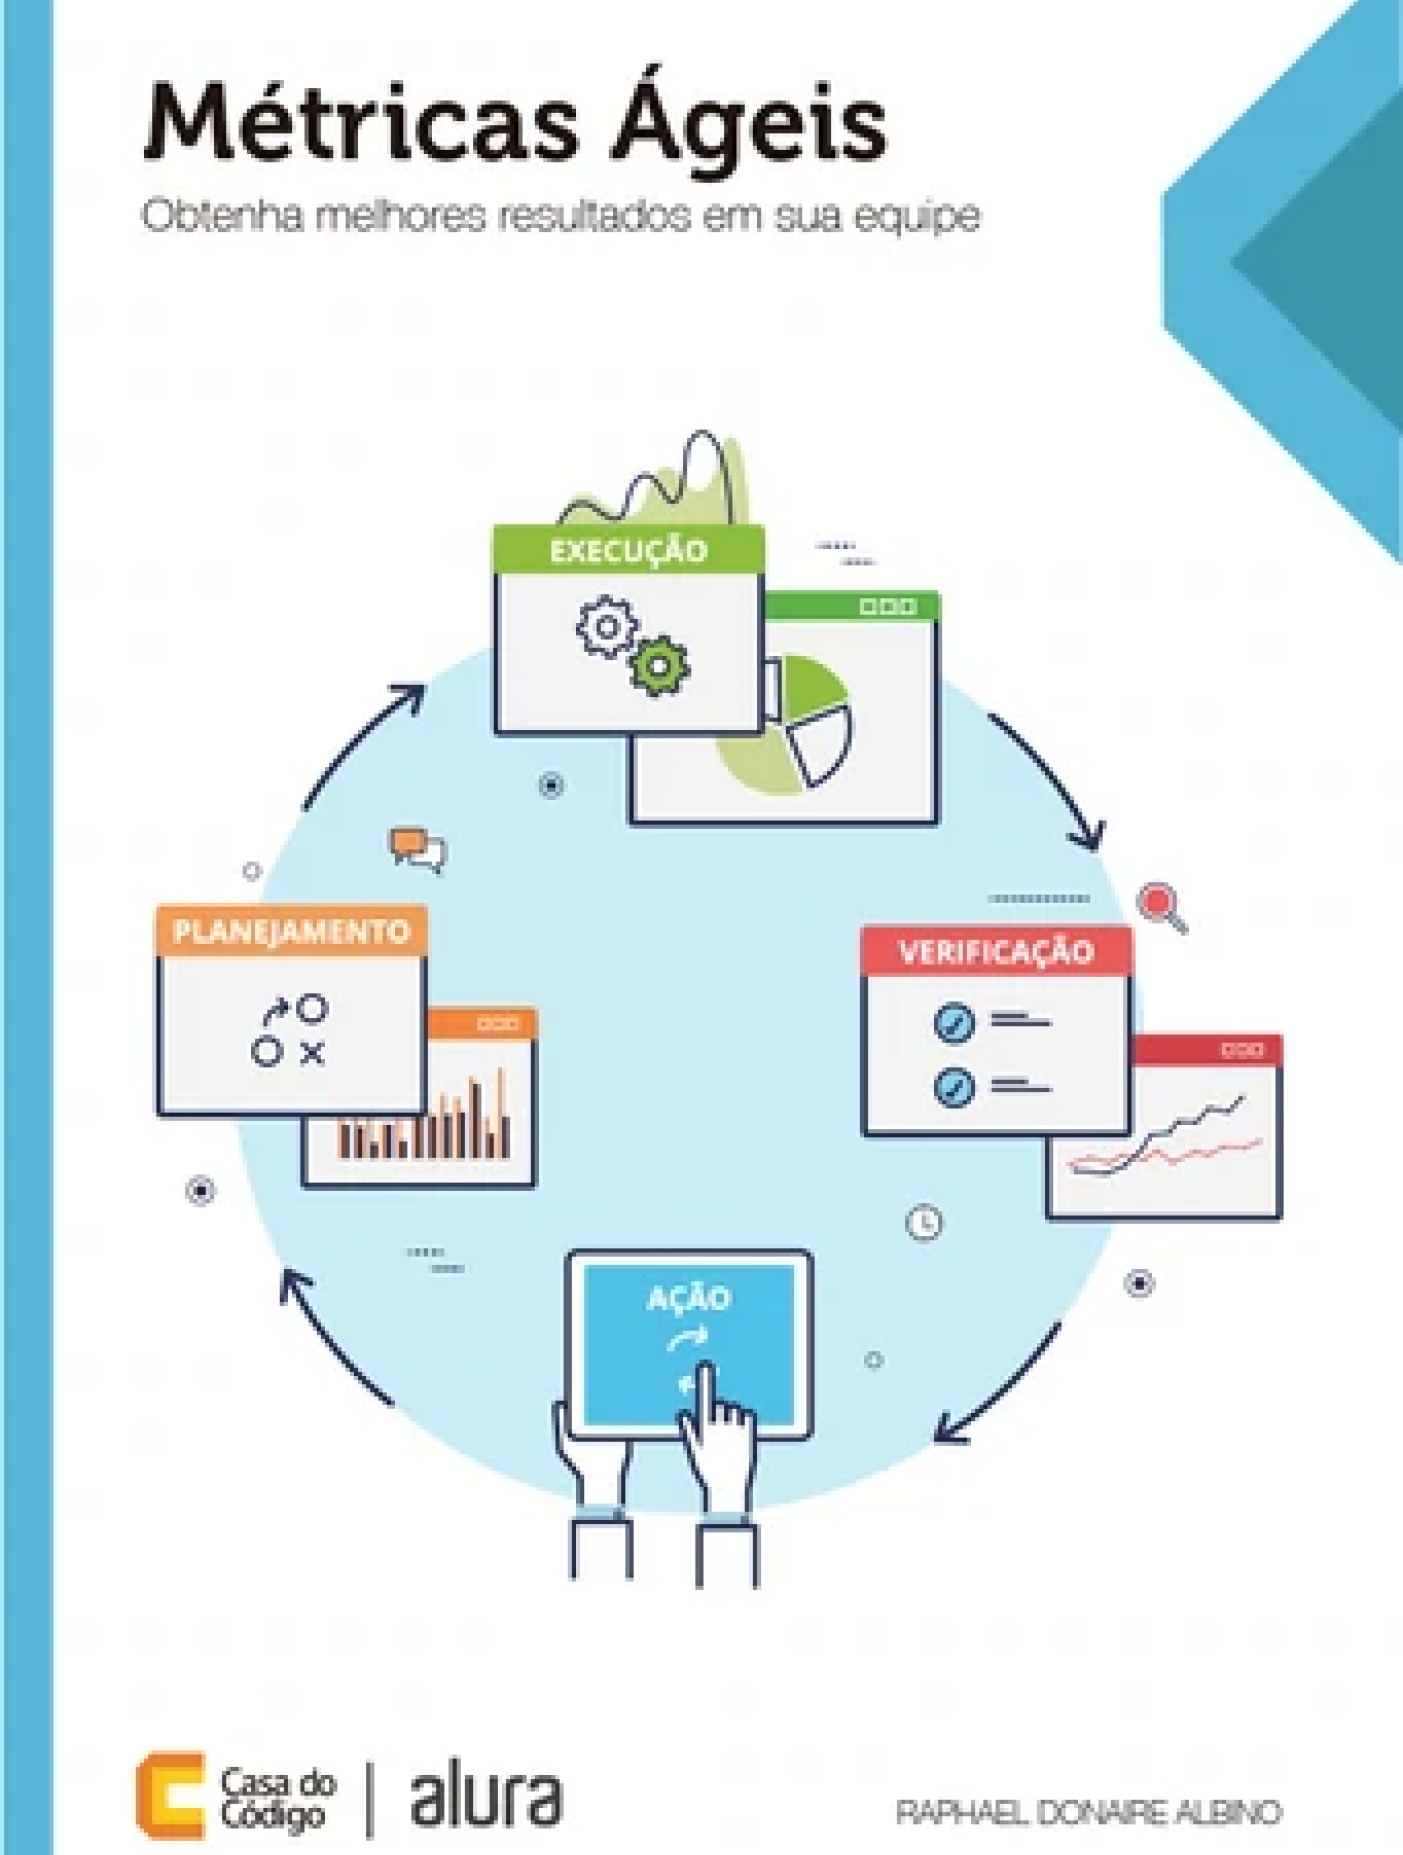 Métricas Ágeis
Obtenha melhores resultados em sua equipe
EXECUÇÃO
PLANEJAMENTO
VERIFICAÇÃO
AÇÃO
Casa do
Código
alura
RAPHAEL DONAIRE ALBINO